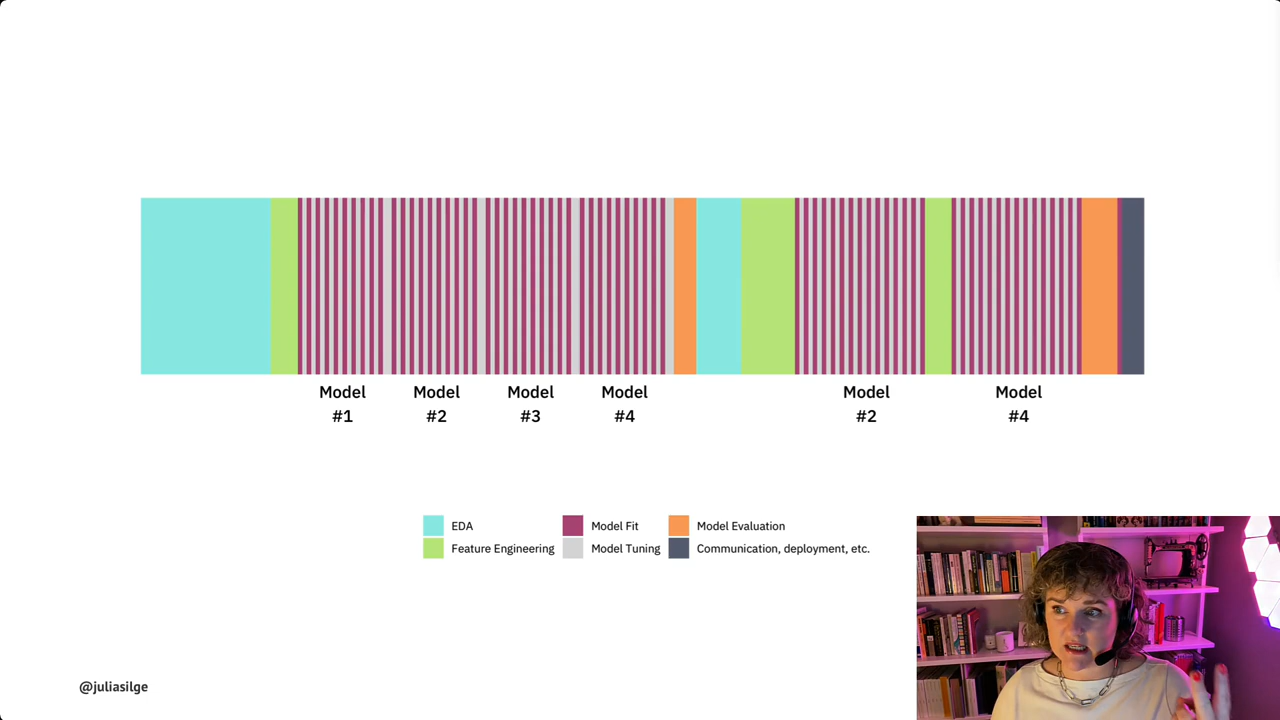 Model Model Model Model Model Model
#1 #2 #3 #4 #2 #4
EDA Model Fit Model Evaluation
Feature Engineering Model Tuning Communication, deployment, etc.
@juliasilge